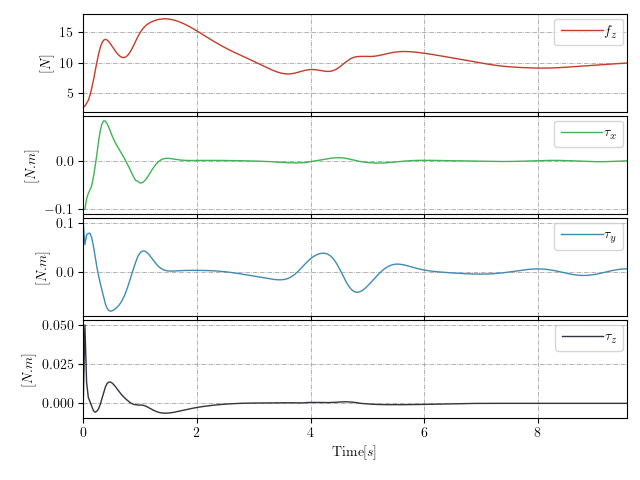 [N]
15
10
5
f_z
[N.m]
0.0
−0.1
τ_x
[N.m]
0.1
0.0
τ_y
[N.m]
0.050
0.025
0.000
τ_z
0 2 4 6 8
Time[s]